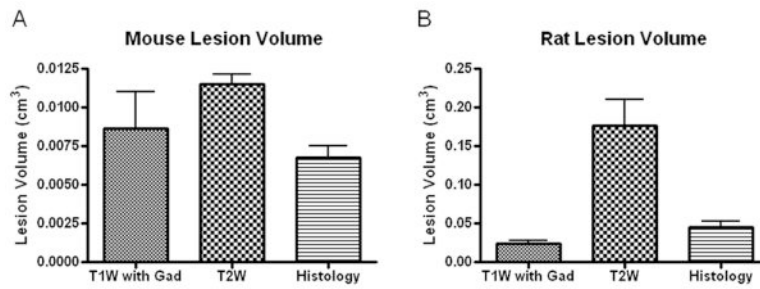 A
Mouse Lesion Volume
Lesion Volume (cm³)
0.0125
0.0100
0.0075
0.0050
0.0025
0.0000
T1W with Gad T2W Histology
B
Rat Lesion Volume
Lesion Volume (cm³)
0.25
0.20
0.15
0.10
0.05
0.00
T1W with Gad T2W Histology